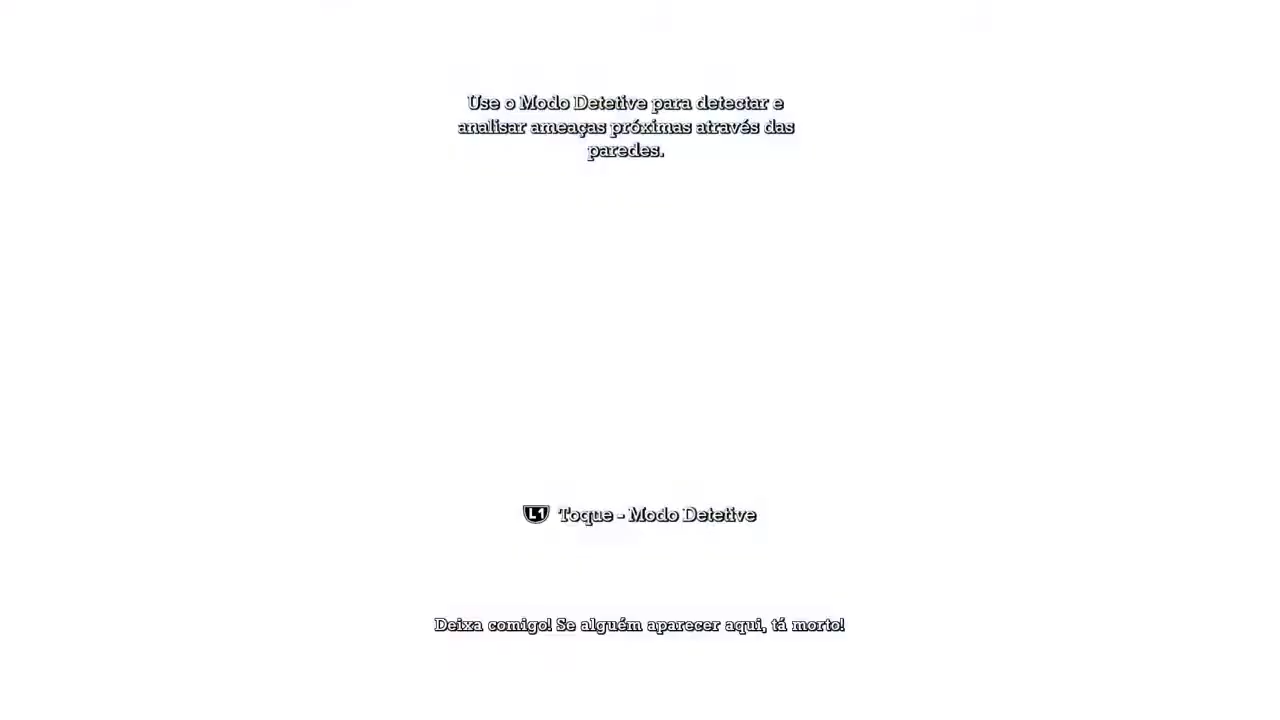 Use o Modo Detetive para detectar e
analisar ameaças próximas através das
paredes.
L1 Toque - Modo Detetive
Deixa comigo! Se alguém aparecer aqui, tá morto!